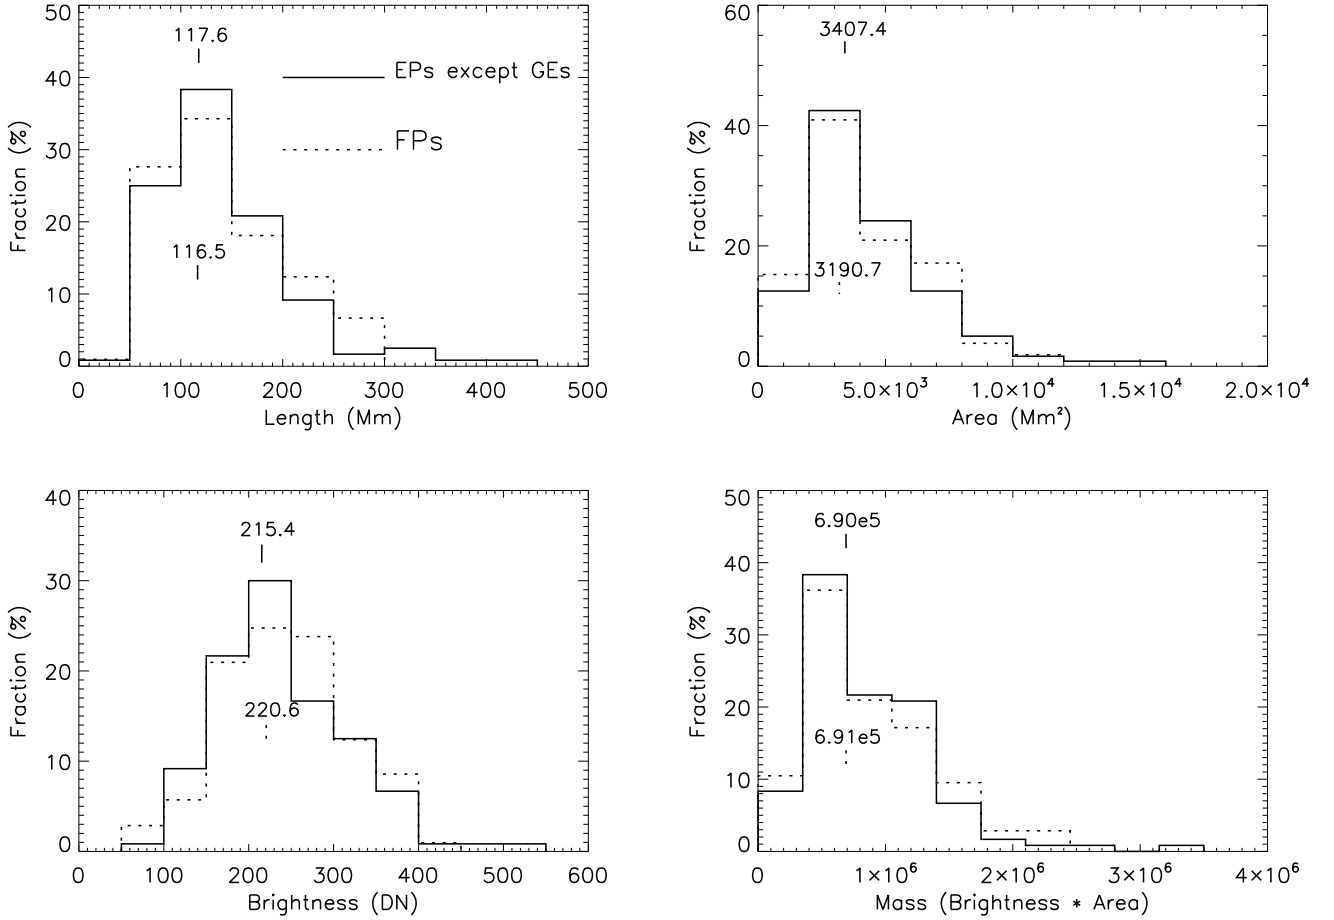 50
40
30
20
10
0
Fraction (%)
117.6
EPs except GEs
FPs
116.5
0 100 200 300 400 500
Length (Mm)
60
40
20
0
Fraction (%)
3407.4
3190.7
0 5.0×10³ 1.0×10⁴ 1.5×10⁴ 2.0×10⁴
Area (Mm²)
40
30
20
10
0
Fraction (%)
215.4
220.6
0 100 200 300 400 500 600
Brightness (DN)
50
40
30
20
10
0
Fraction (%)
6.90e5
6.91e5
0 1×10⁶ 2×10⁶ 3×10⁶ 4×10⁶
Mass (Brightness * Area)